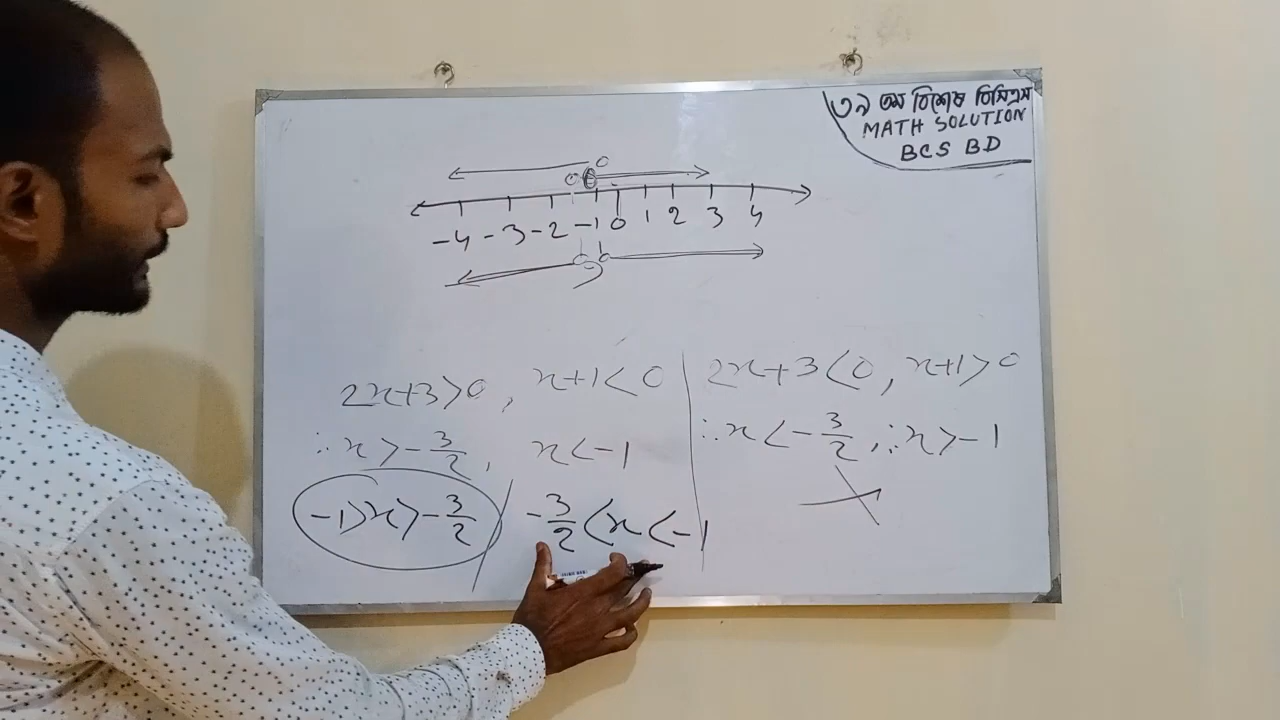 ৩৯ তম বিশেষ বিসিএস
MATH SOLUTION
BCS BD
-4 -3 -2 -1 0 1 2 3 4
2x+3>0, x+1<0
∴x>-3/2, x<-1
-1>x>-3/2 / -3/2<x<-1
2x+3<0, x+1>0
∴x<-3/2, ∴x>-1